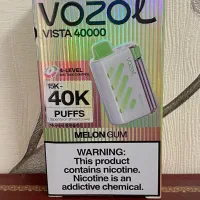 VOZOL
VISTA 40000
15K-
40K
PUFFS
MELON GUM
WARNING:
This product
contains nicotine.
Nicotine is an
addictive chemical.